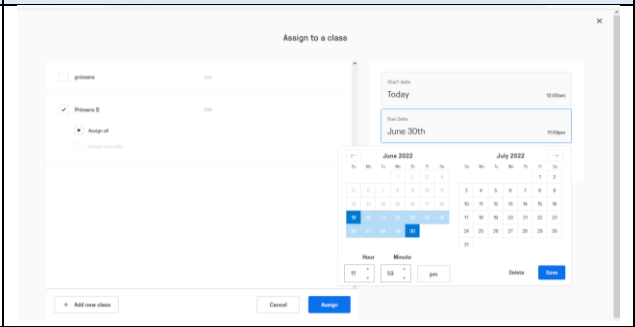 ×
Assign to a class
primero
Primero D
Assign all
Assign manually
Start date
Today 12:00am
Due Date
June 30th 11:59pm
← June 2022
Su Mo Tu We Th Fr Sa
1 2 3 4
5 6 7 8 9 10 11
12 13 14 15 16 17 18
19 20 21 22 23 24 25
26 27 28 29 30
July 2022 →
Su Mo Tu We Th Fr Sa
1 2
3 4 5 6 7 8 9
10 11 12 13 14 15 16
17 18 19 20 21 22 23
24 25 26 27 28 29 30
31
Hour Minute
11 59 pm
Delete Save
+ Add new class Cancel Assign